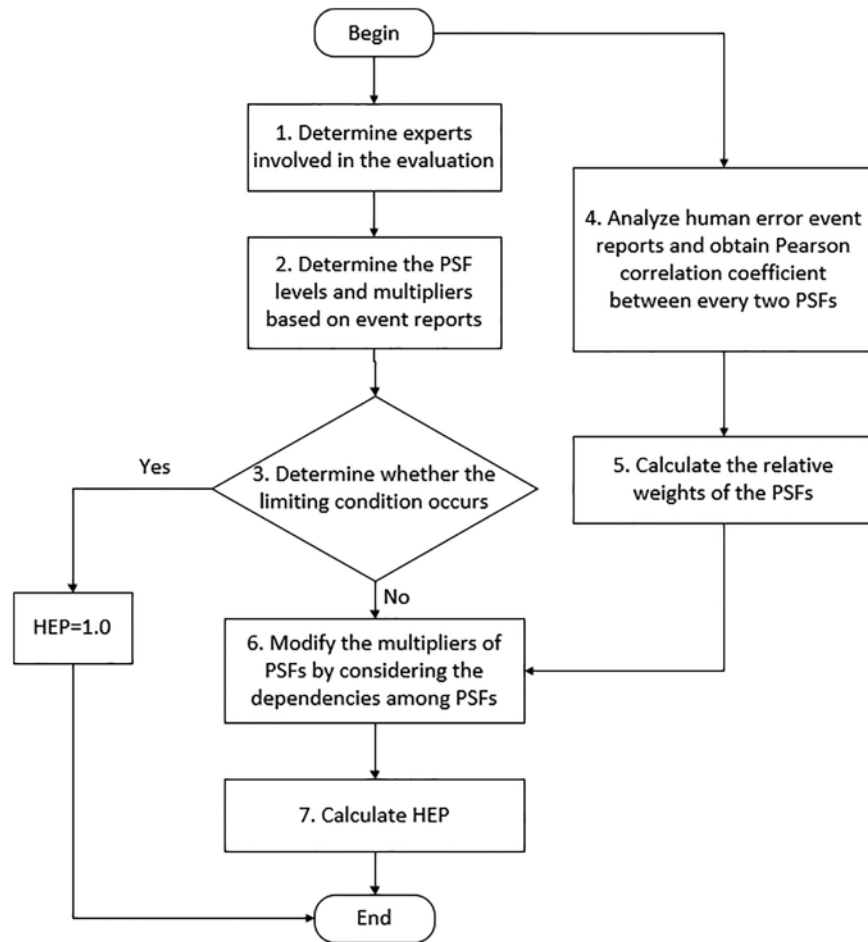 Begin
1. Determine experts
involved in the evaluation
2. Determine the PSF
levels and multipliers
based on event reports
4. Analyze human error event
reports and obtain Pearson
correlation coefficient
between every two PSFs
Yes
3. Determine whether the
limiting condition occurs
5. Calculate the relative
weights of the PSFs
No
HEP=1.0
6. Modify the multipliers of
PSFs by considering the
dependencies among PSFs
7. Calculate HEP
End